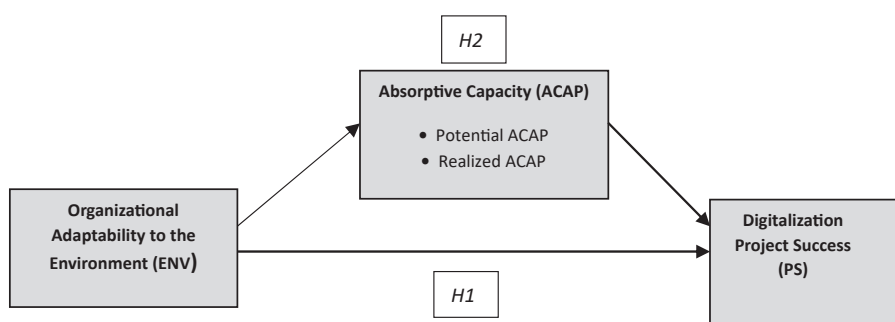 H2
Absorptive Capacity (ACAP)
• Potential ACAP
• Realized ACAP
Organizational
Adaptability to the
Environment (ENV)
Digitalization
Project Success
(PS)
H1